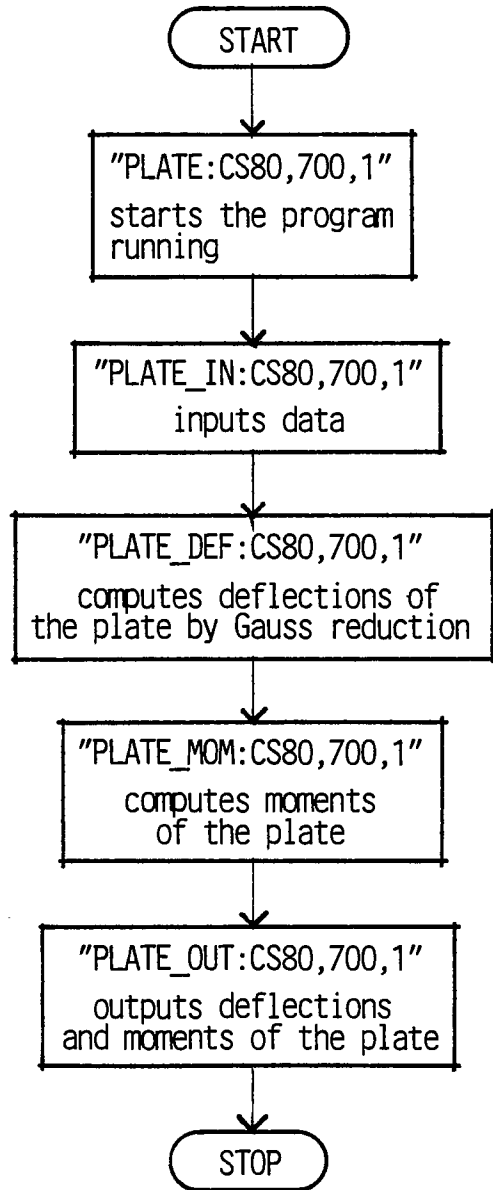 START
"PLATE:CS80,700,1"
starts the program
running
"PLATE_IN:CS80,700,1"
inputs data
"PLATE_DEF:CS80,700,1"
computes deflections of
the plate by Gauss reduction
"PLATE_MOM:CS80,700,1"
computes moments
of the plate
"PLATE_OUT:CS80,700,1"
outputs deflections
and moments of the plate
STOP